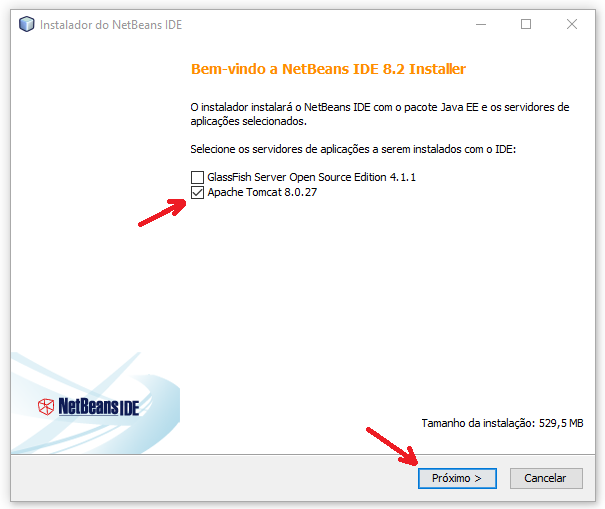 Instalador do NetBeans IDE
Bem-vindo a NetBeans IDE 8.2 Installer
O instalador instalará o NetBeans IDE com o pacote Java EE e os servidores de
aplicações selecionados.
Selecione os servidores de aplicações a serem instalados com o IDE:
GlassFish Server Open Source Edition 4.1.1
Apache Tomcat 8.0.27
NetBeans IDE
Tamanho da instalação: 529,5 MB
Próximo >
Cancelar